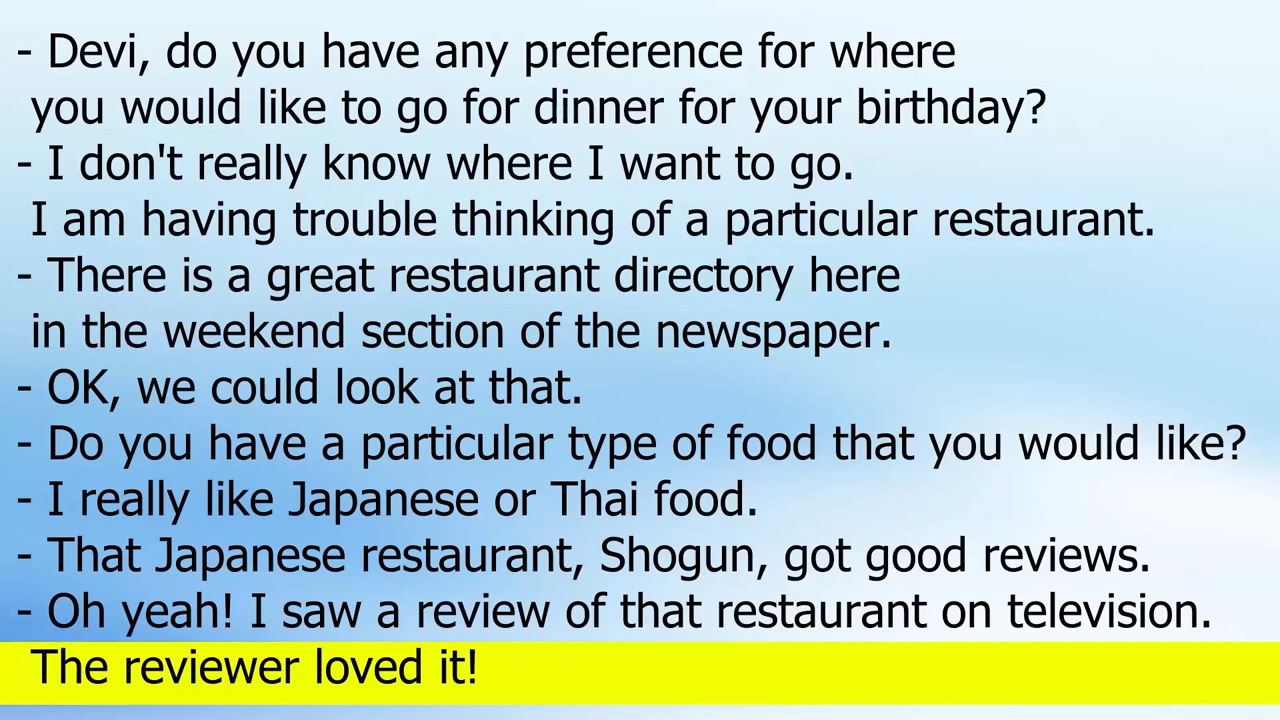 - Devi, do you have any preference for where
you would like to go for dinner for your birthday?
- I don't really know where I want to go.
I am having trouble thinking of a particular restaurant.
- There is a great restaurant directory here
in the weekend section of the newspaper.
- OK, we could look at that.
- Do you have a particular type of food that you would like?
- I really like Japanese or Thai food.
- That Japanese restaurant, Shogun, got good reviews.
- Oh yeah! I saw a review of that restaurant on television.
The reviewer loved it!